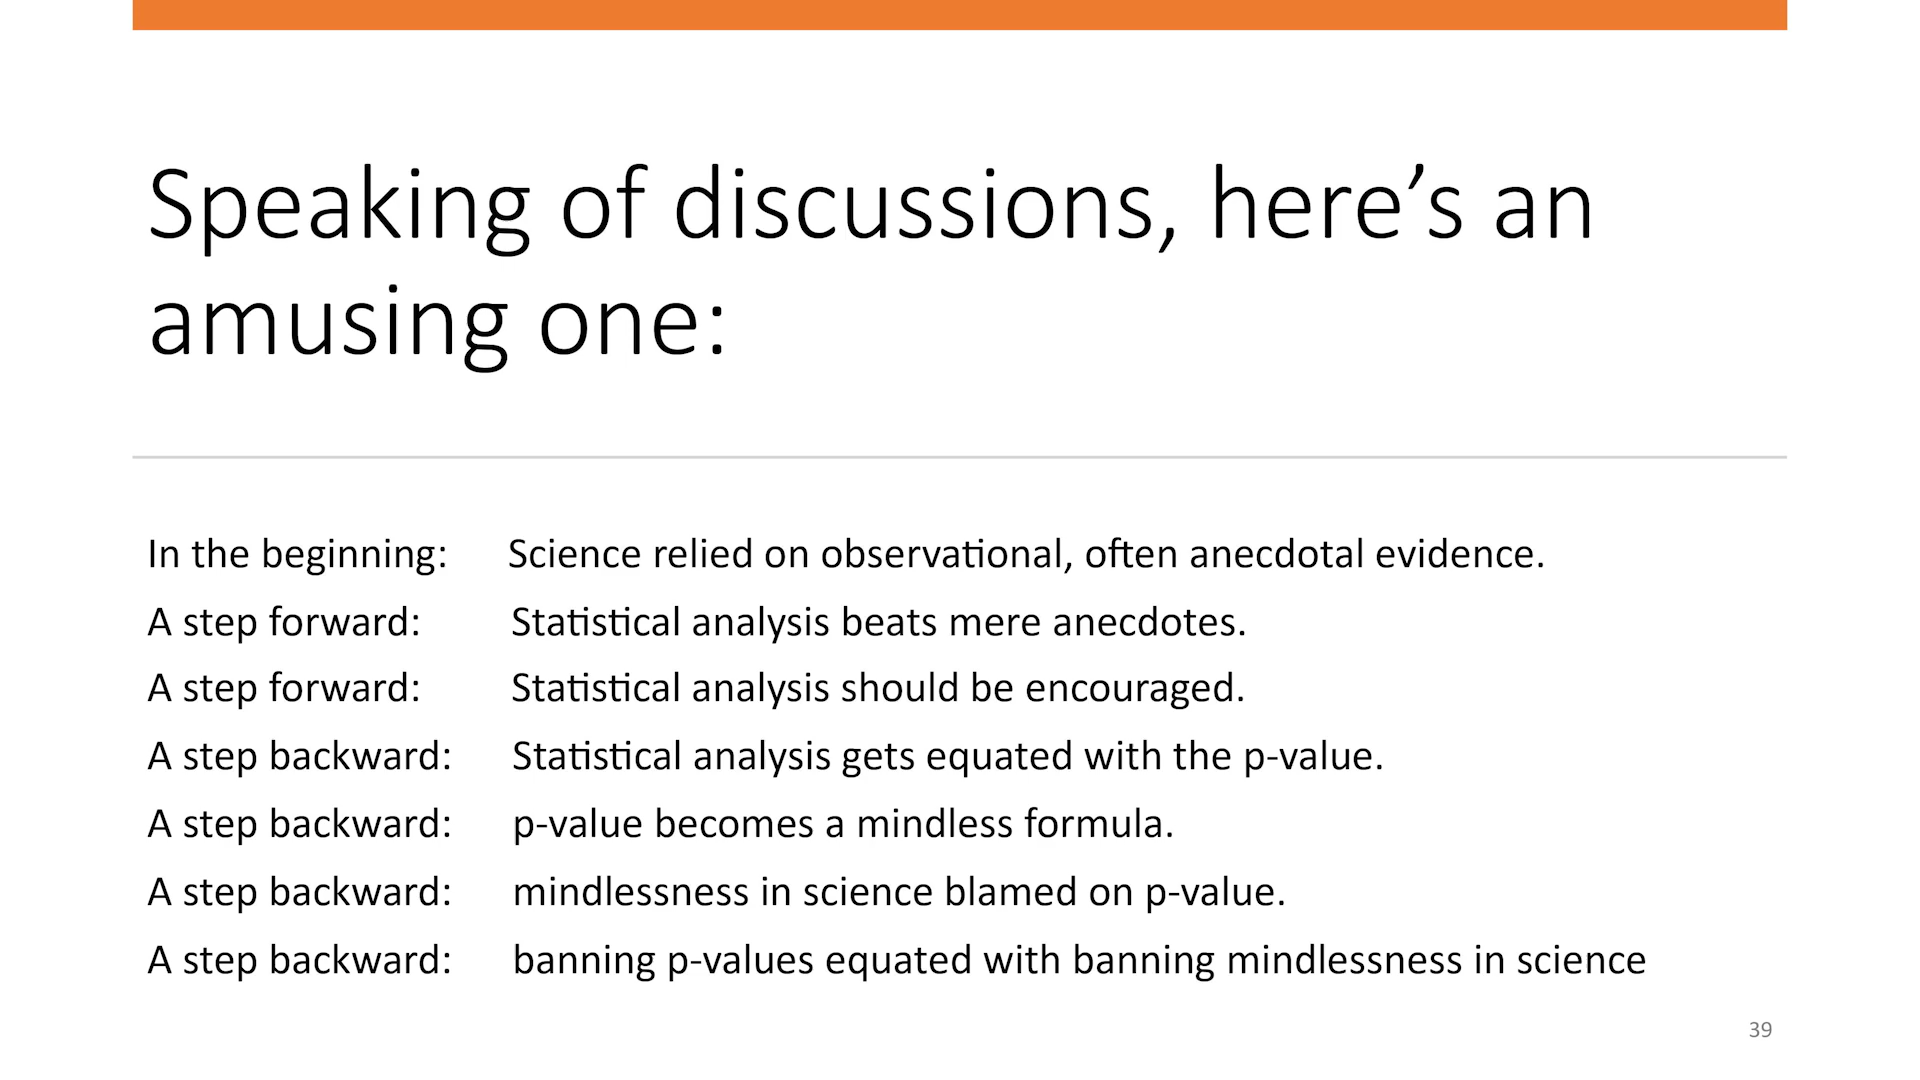 Speaking of discussions, here’s an
amusing one:
In the beginning: Science relied on observational, often anecdotal evidence.
A step forward: Statistical analysis beats mere anecdotes.
A step forward: Statistical analysis should be encouraged.
A step backward: Statistical analysis gets equated with the p-value.
A step backward: p-value becomes a mindless formula.
A step backward: mindlessness in science blamed on p-value.
A step backward: banning p-values equated with banning mindlessness in science
39